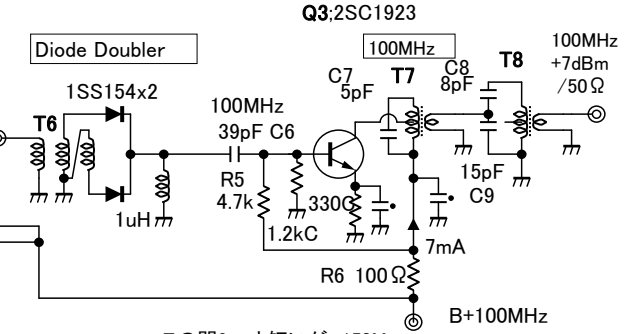 Q3;2SC1923
Diode Doubler
100MHz
T8
100MHz
+7dBm
/50Ω
1SS154x2
C7
5pF
T7
C8
8pF
100MHz
39pF C6
T6
R5
4.7k
330Ω
15pF
C9
1uH
1.2kC
7mA
R6 100Ω
B+100MHz